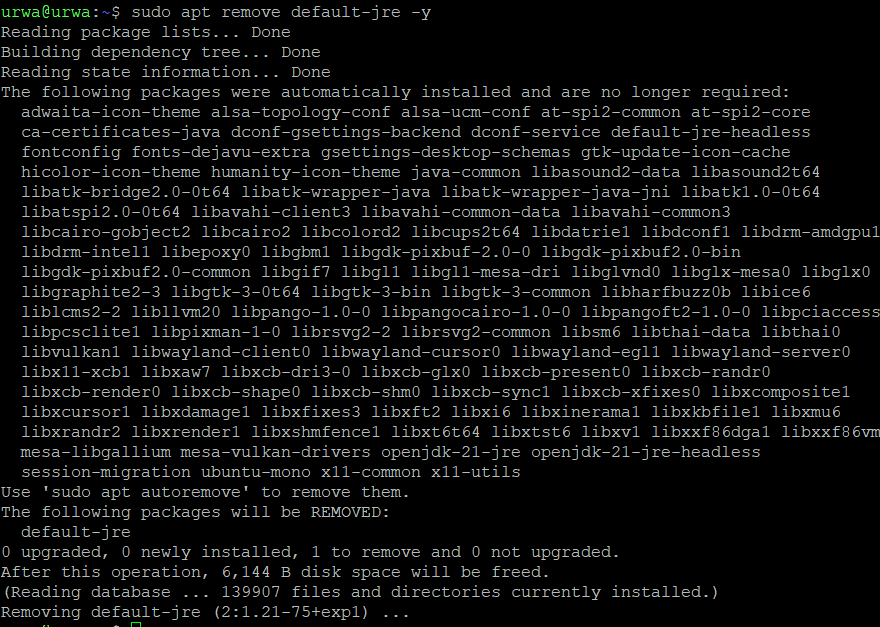 urwa@urwa:~$ sudo apt remove default-jre -y
Reading package lists... Done
Building dependency tree... Done
Reading state information... Done
The following packages were automatically installed and are no longer required:
  adwaita-icon-theme alsa-topology-conf alsa-ucm-conf at-spi2-common at-spi2-core
  ca-certificates-java dconf-gsettings-backend dconf-service default-jre-headless
  fontconfig fonts-dejavu-extra gsettings-desktop-schemas gtk-update-icon-cache
  hicolor-icon-theme humanity-icon-theme java-common libasound2-data libasound2t64
  libatk-bridge2.0-0t64 libatk-wrapper-java libatk-wrapper-java-jni libatk1.0-0t64
  libatspi2.0-0t64 libavahi-client3 libavahi-common-data libavahi-common3
  libcairo-gobject2 libcairo2 libcolord2 libcups2t64 libdatrie1 libdconf1 libdrm-amdgpu1
  libdrm-intel1 libepoxy0 libgbm1 libgdk-pixbuf-2.0-0 libgdk-pixbuf2.0-bin
  libgdk-pixbuf2.0-common libgif7 libgl1 libgl1-mesa-dri libglvnd0 libglx-mesa0 libglx0
  libgraphite2-3 libgtk-3-0t64 libgtk-3-bin libgtk-3-common libharfbuzz0b libice6
  liblcms2-2 libllvm20 libpango-1.0-0 libpangocairo-1.0-0 libpangoft2-1.0-0 libpciaccess
  libpcsclite1 libpixman-1-0 librsvg2-2 librsvg2-common libsm6 libthai-data libthai0
  libvulkan1 libwayland-client0 libwayland-cursor0 libwayland-egl1 libwayland-server0
  libx11-xcb1 libxaw7 libxcb-dri3-0 libxcb-glx0 libxcb-present0 libxcb-randr0
  libxcb-render0 libxcb-shape0 libxcb-shm0 libxcb-sync1 libxcb-xfixes0 libxcomposite1
  libxcursor1 libxdamage1 libxfixes3 libxft2 libxi6 libxinerama1 libxkbfile1 libxmu6
  libxrandr2 libxrender1 libxshmfence1 libxt6t64 libxtst6 libxv1 libxxf86dga1 libxxf86vm
  mesa-libgallium mesa-vulkan-drivers openjdk-21-jre openjdk-21-jre-headless
  session-migration ubuntu-mono x11-common x11-utils
Use 'sudo apt autoremove' to remove them.
The following packages will be REMOVED:
  default-jre
0 upgraded, 0 newly installed, 1 to remove and 0 not upgraded.
After this operation, 6,144 B disk space will be freed.
(Reading database ... 139907 files and directories currently installed.)
Removing default-jre (2:1.21-75+exp1) ...